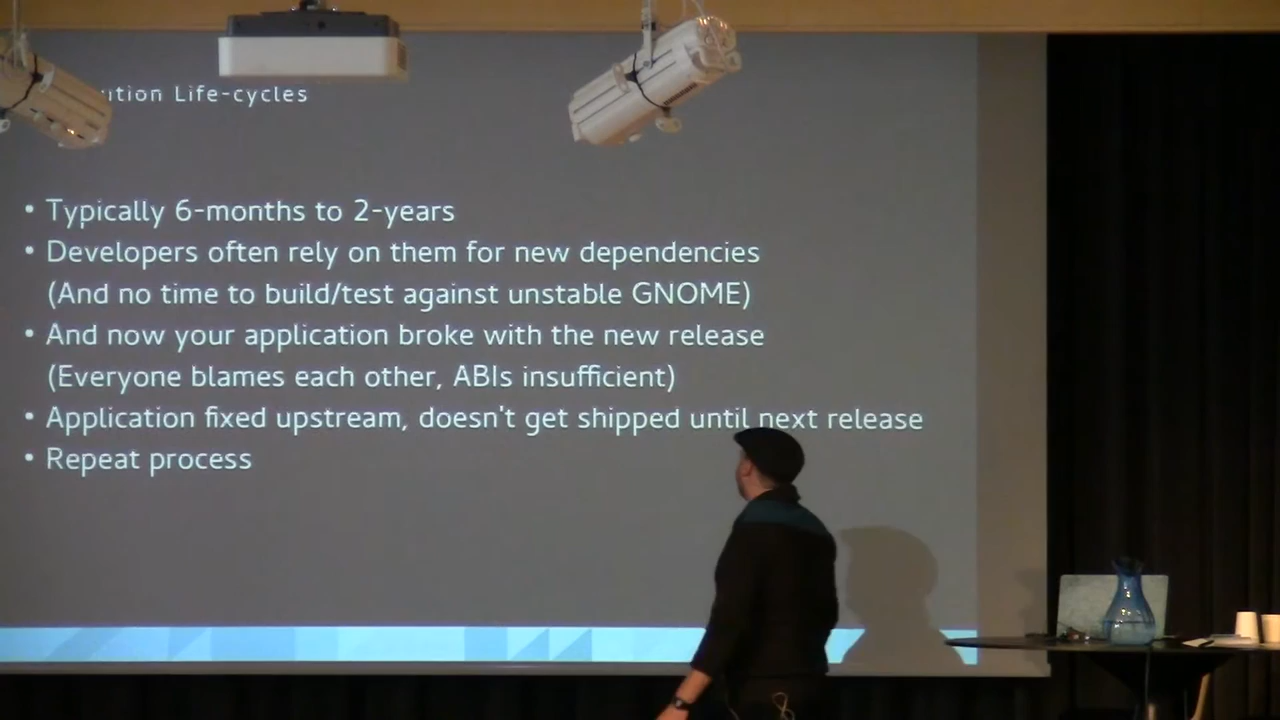 Life-cycles
• Typically 6-months to 2-years
• Developers often rely on them for new dependencies
(And no time to build/test against unstable GNOME)
• And now your application broke with the new release
(Everyone blames each other, ABIs insufficient)
• Application fixed upstream, doesn't get shipped until next release
• Repeat process